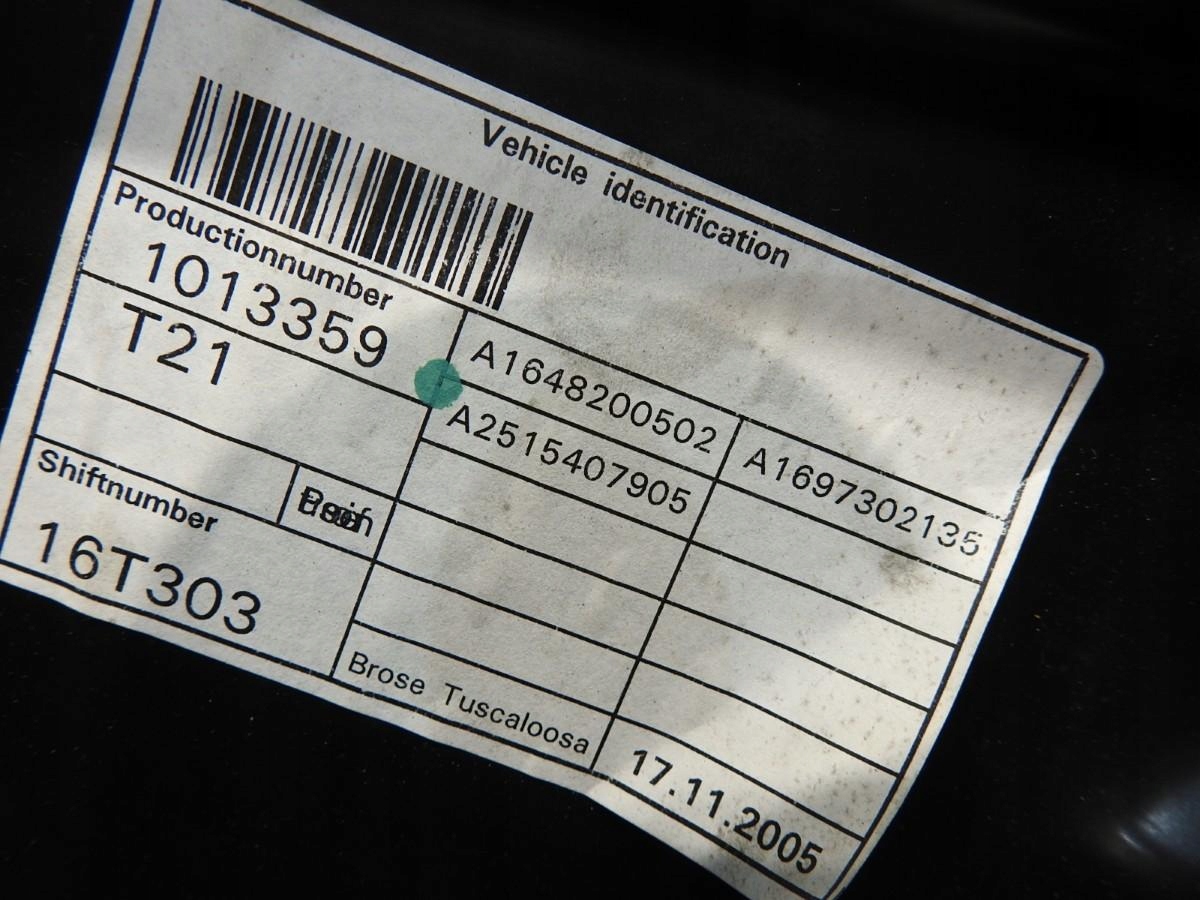 Vehicle identification
Productionnumber
1013359
T21
A1648200502
A1697302135
A2515407905
Shiftnumber
16T303
Brose Tuscaloosa
17.11.2005